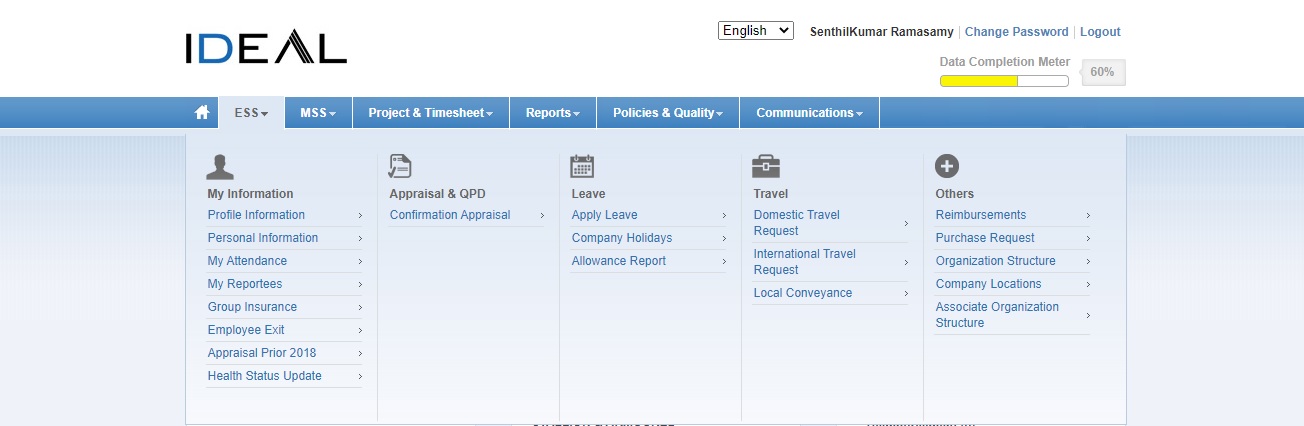 IDEAL
English
SenthilKumar Ramasamy
Change Password
Logout
Data Completion Meter
60%
ESS
MSS
Project & Timesheet
Reports
Policies & Quality
Communications
My Information
Profile Information
Personal Information
My Attendance
My Reportees
Group Insurance
Employee Exit
Appraisal Prior 2018
Health Status Update
Appraisal & QPD
Confirmation Appraisal
Leave
Apply Leave
Company Holidays
Allowance Report
Travel
Domestic Travel
Request
International Travel
Request
Local Conveyance
Others
Reimbursements
Purchase Request
Organization Structure
Company Locations
Associate Organization
Structure